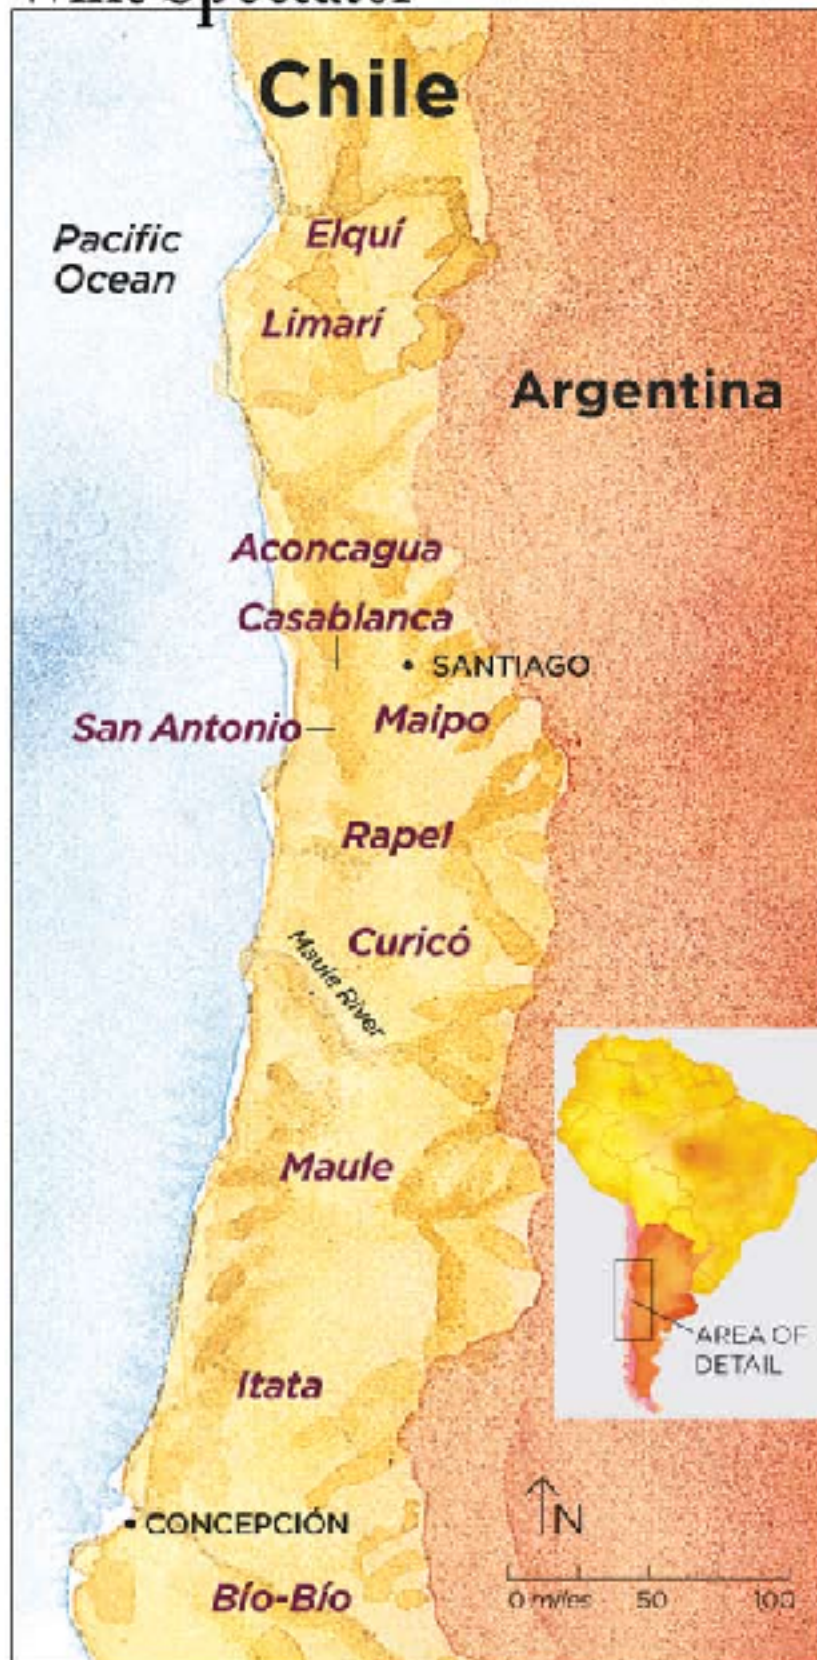 Chile
Elquí
Pacific
Ocean
Limarí
Argentina
Aconcagua
Casablanca
• SANTIAGO
San Antonio
Maipo
Rapel
Curicó
Maule River
Maule
AREA OF
DETAIL
Itata
• CONCEPCIÓN
N
Bío-Bío
0 miles 50 100